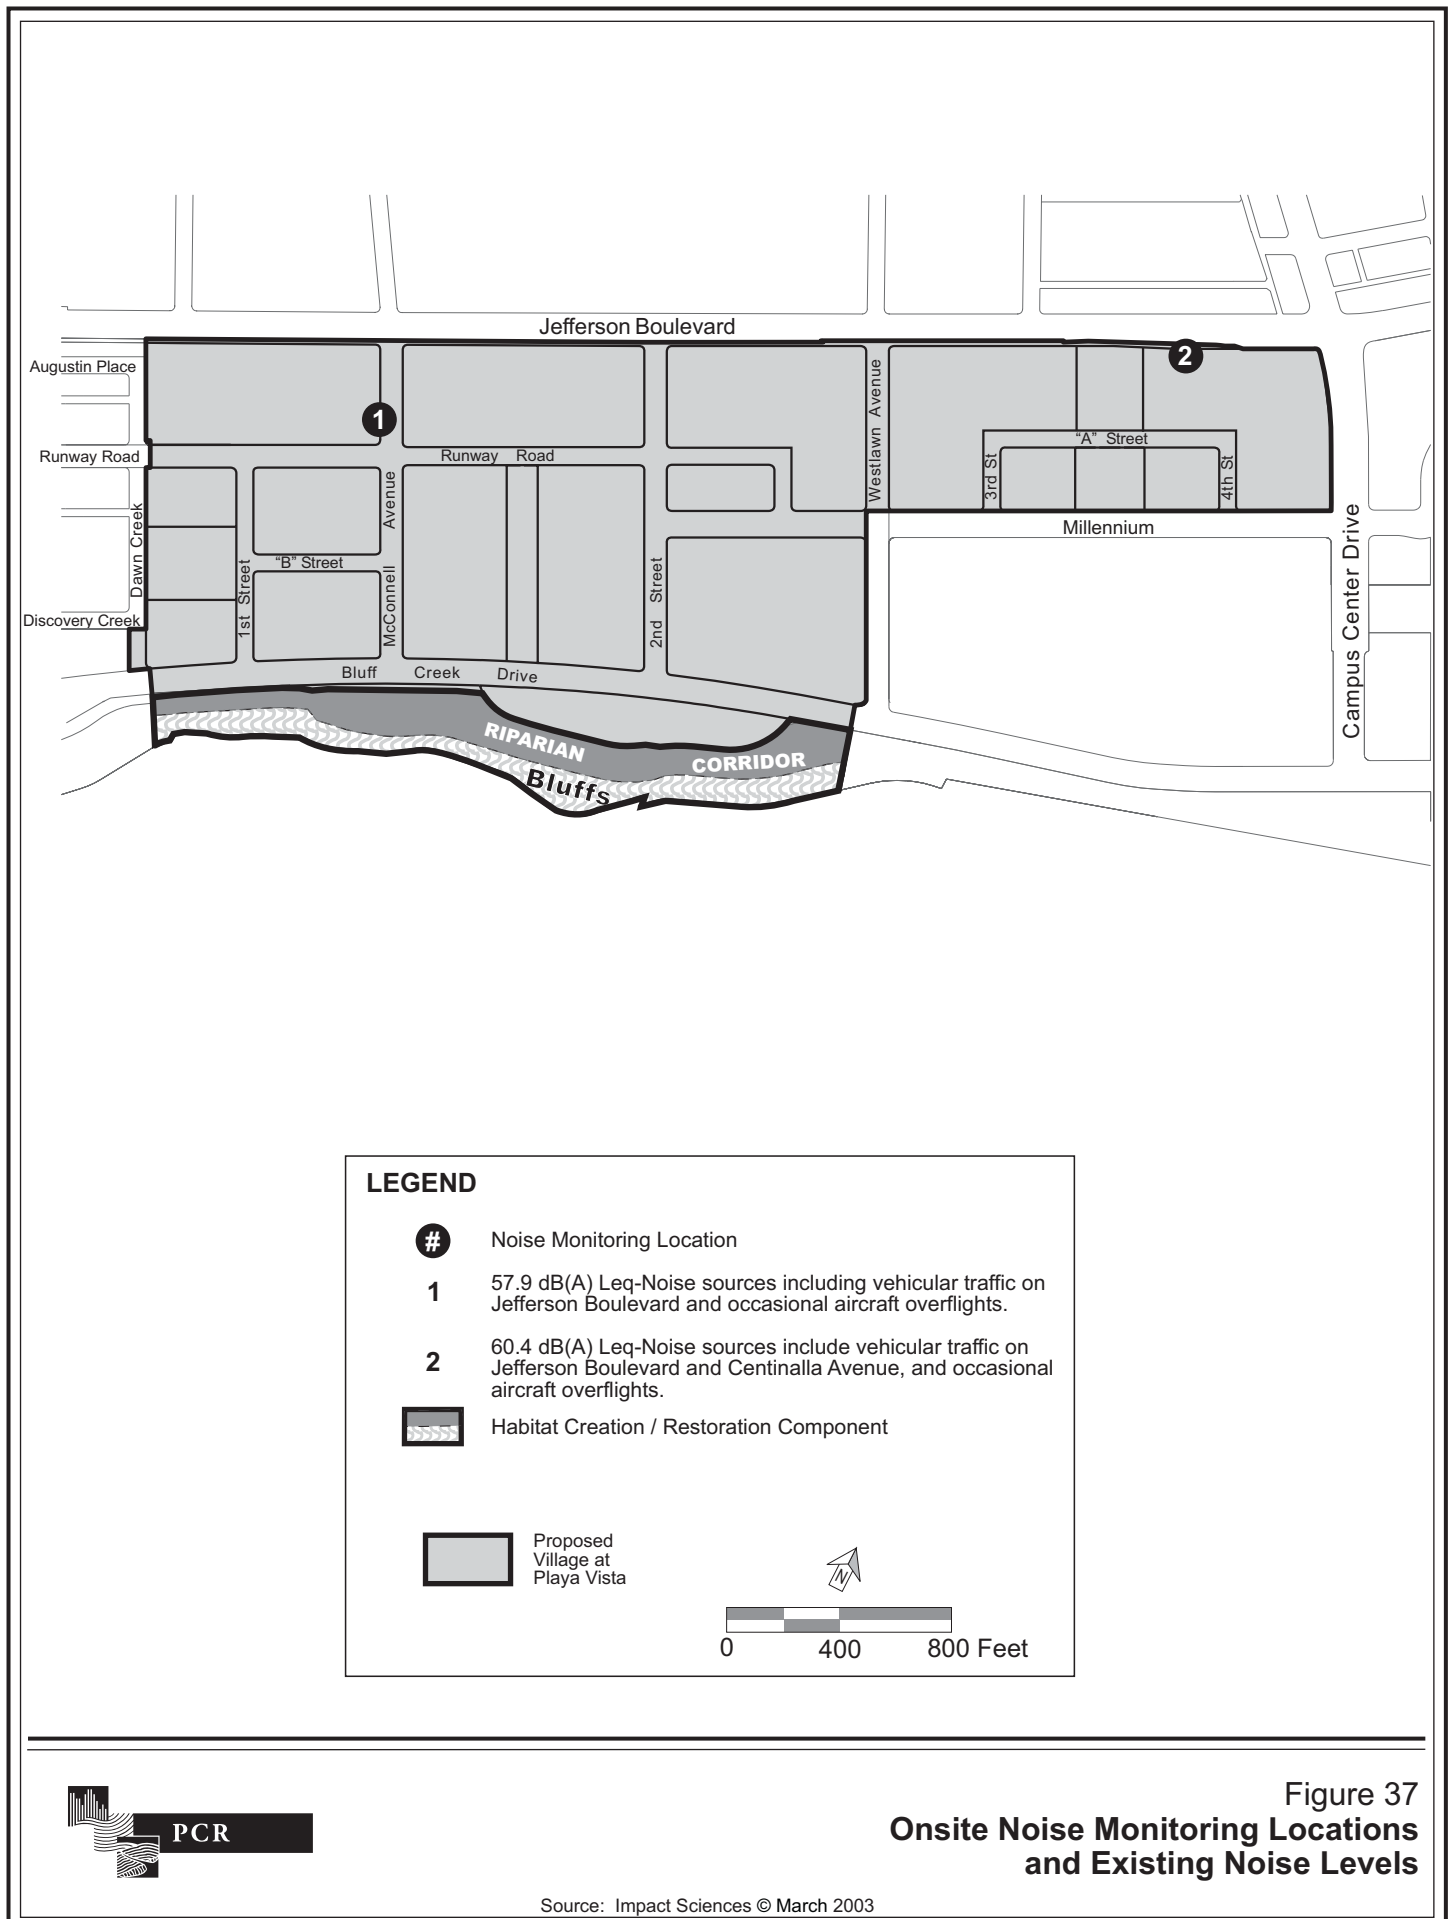 Jefferson Boulevard
Augustin Place
2
1
"A" Street
Runway Road
Runway Road
Westlawn Avenue
3rd St
4th St
Millennium
Dawn Creek
Avenue
"B" Street
1st Street
McConnell
2nd Street
Campus Center Drive
Discovery Creek
Bluff Creek Drive
RIPARIAN
CORRIDOR
Bluffs
LEGEND
# Noise Monitoring Location
1 57.9 dB(A) Leq-Noise sources including vehicular traffic on
Jefferson Boulevard and occasional aircraft overflights.
2 60.4 dB(A) Leq-Noise sources include vehicular traffic on
Jefferson Boulevard and Centinalla Avenue, and occasional
aircraft overflights.
Habitat Creation / Restoration Component
Proposed
Village at
Playa Vista
N
0 400 800 Feet
PCR
Figure 37
Onsite Noise Monitoring Locations
and Existing Noise Levels
Source: Impact Sciences © March 2003